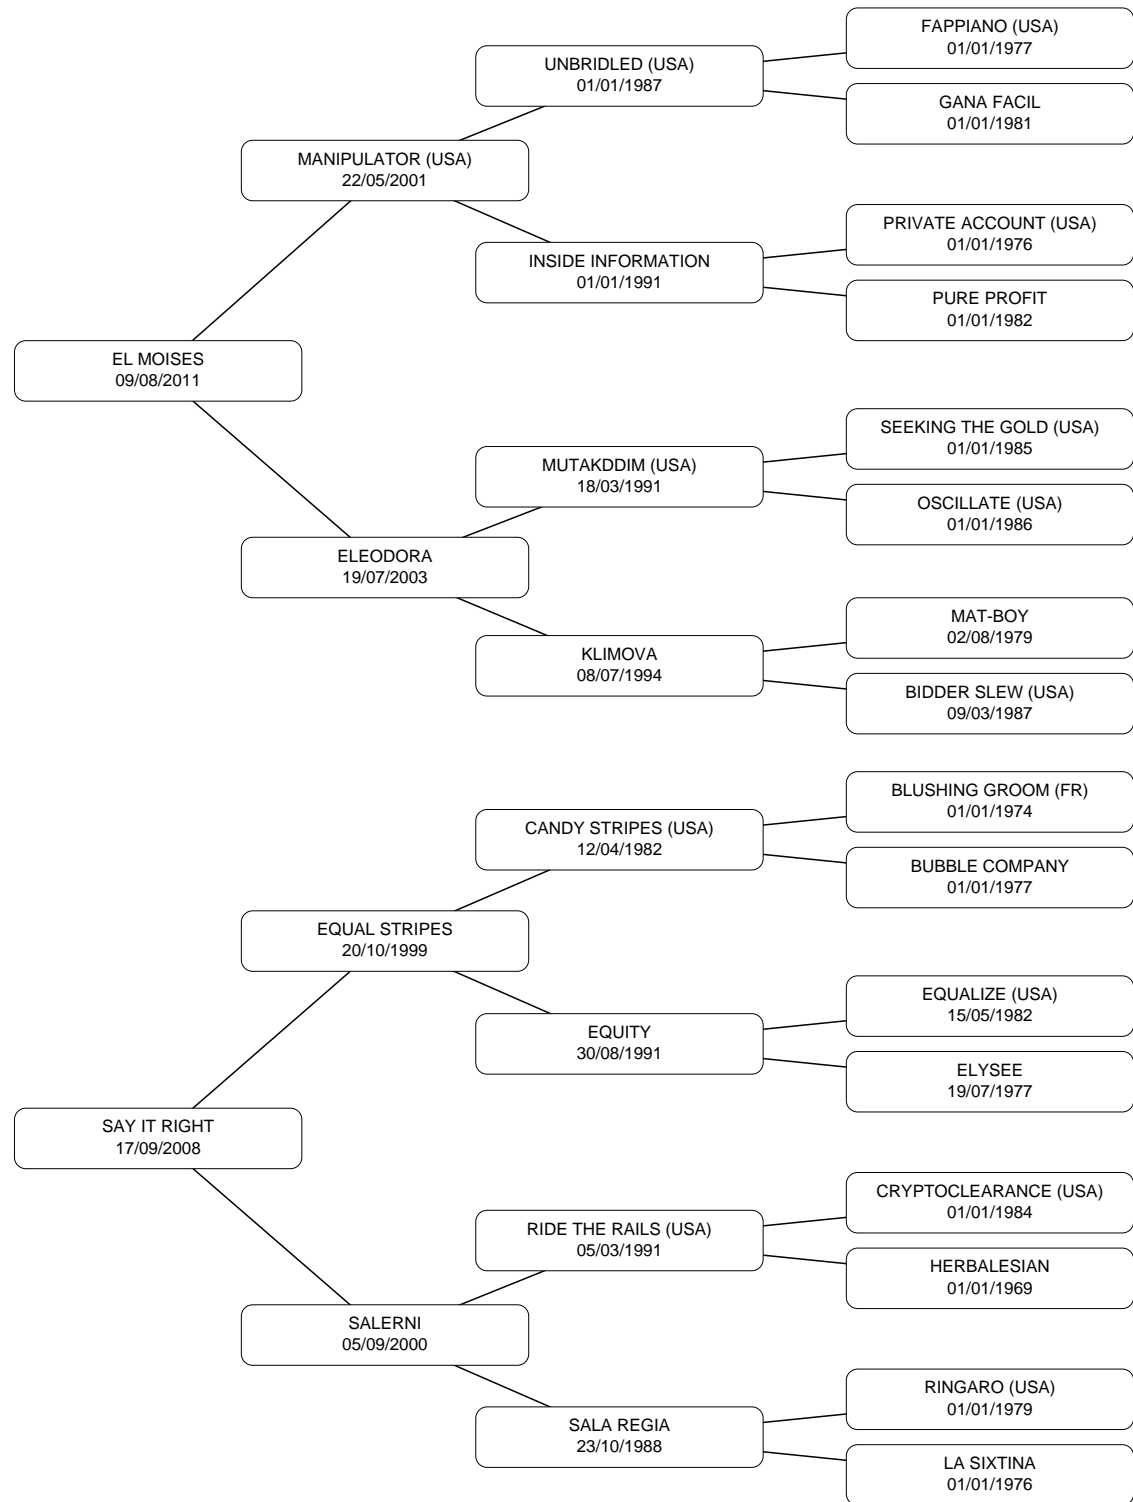 FAPPIANO (USA)
01/01/1977
UNBRIDLED (USA)
01/01/1987
GANA FACIL
01/01/1981
MANIPULATOR (USA)
22/05/2001
PRIVATE ACCOUNT (USA)
01/01/1976
INSIDE INFORMATION
01/01/1991
PURE PROFIT
01/01/1982
EL MOISES
09/08/2011
SEEKING THE GOLD (USA)
01/01/1985
MUTAKDDIM (USA)
18/03/1991
OSCILLATE (USA)
01/01/1986
ELEODORA
19/07/2003
MAT-BOY
02/08/1979
KLIMOVA
08/07/1994
BIDDER SLEW (USA)
09/03/1987
BLUSHING GROOM (FR)
01/01/1974
CANDY STRIPES (USA)
12/04/1982
BUBBLE COMPANY
01/01/1977
EQUAL STRIPES
20/10/1999
EQUALIZE (USA)
15/05/1982
EQUITY
30/08/1991
ELYSEE
19/07/1977
SAY IT RIGHT
17/09/2008
CRYPTOCLEARANCE (USA)
01/01/1984
RIDE THE RAILS (USA)
05/03/1991
HERBALESIAN
01/01/1969
SALERNI
05/09/2000
RINGARO (USA)
01/01/1979
SALA REGIA
23/10/1988
LA SIXTINA
01/01/1976